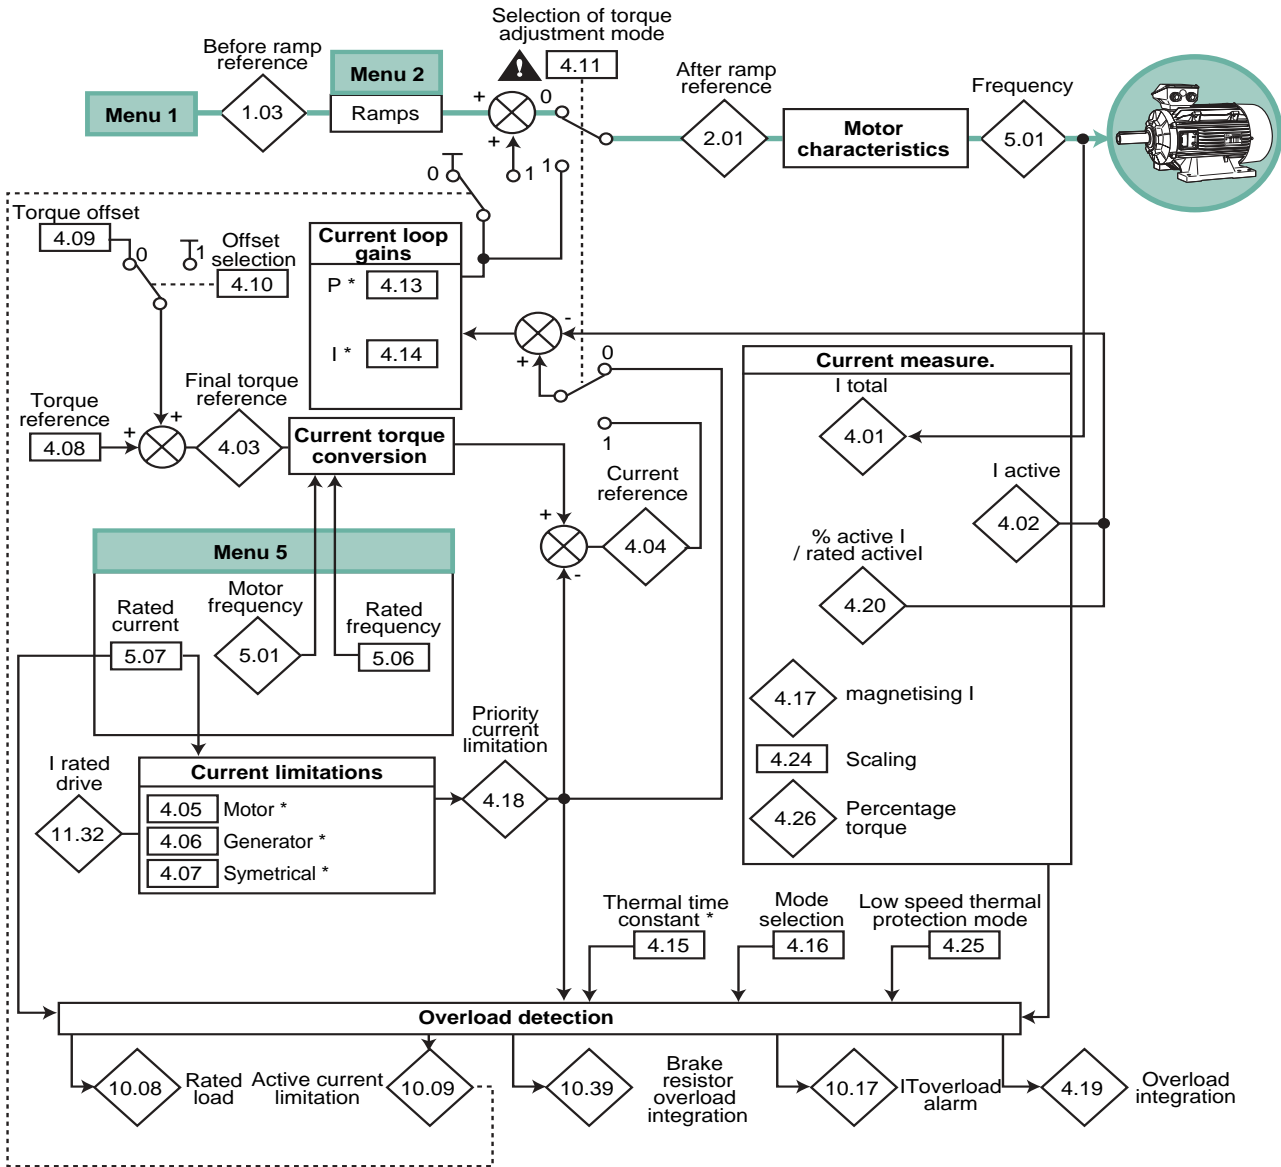 Selection of torque
adjustment mode
4.11
Before ramp
reference
1.03
Menu 1
Menu 2
Ramps
+
+
0
1
1
0
After ramp
reference
2.01
Motor
characteristics
Frequency
5.01
Torque offset
4.09
0
1
Offset
selection
4.10
Current loop
gains
P *
4.13
I *
4.14
-
+
0
1
Torque
reference
4.08
+
+
Final torque
reference
4.03
Current torque
conversion
Current
reference
4.04
+
-
Current measure.
I total
4.01
I active
4.02
% active I
/ rated activeI
4.20
4.17
magnetising I
4.24
Scaling
4.26
Percentage
torque
Menu 5
Rated
current
5.07
Motor
frequency
5.01
Rated
frequency
5.06
I rated
drive
11.32
Current limitations
4.05
Motor *
4.06
Generator *
4.07
Symetrical *
Priority
current
limitation
4.18
Thermal time
constant *
4.15
Mode
selection
4.16
Low speed thermal
protection mode
4.25
Overload detection
10.08
Rated
load
Active current
limitation
10.09
10.39
Brake
resistor
overload
integration
10.17
IToverload
alarm
4.19
Overload
integration